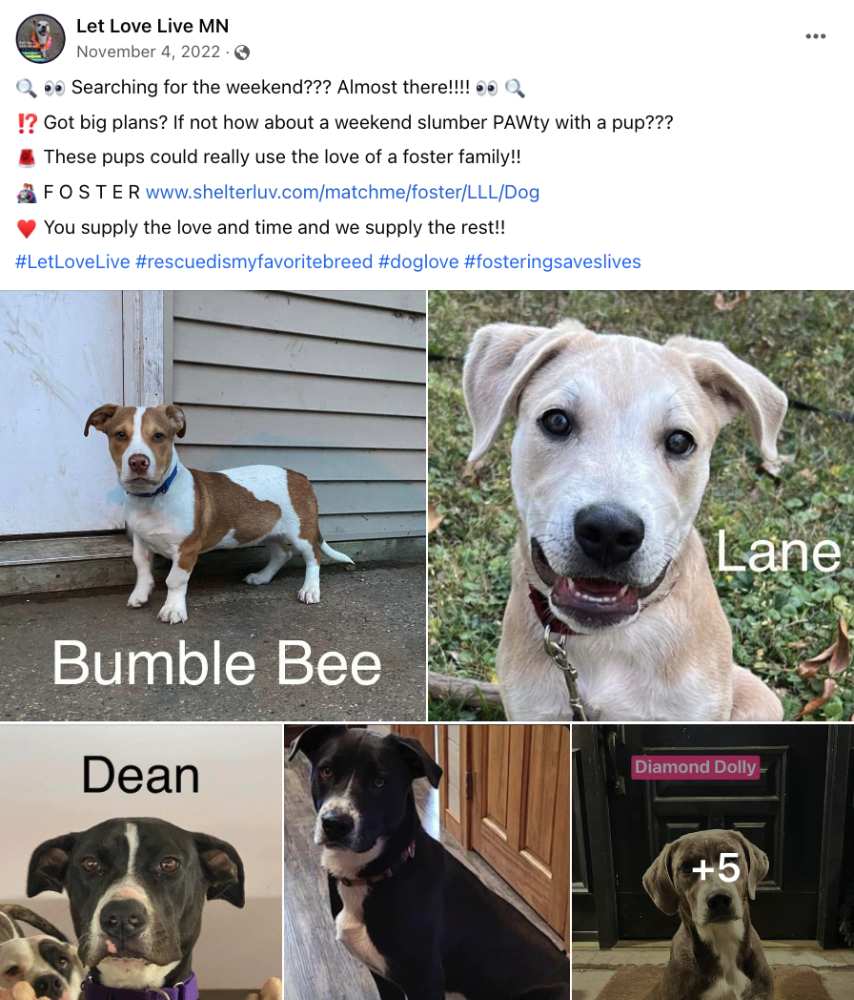 Let Love Live MN
November 4, 2022 ·
🔍 👀 Searching for the weekend??? Almost there!!!! 👀 🔍
⁉️ Got big plans? If not how about a weekend slumber PAWty with a pup???
🚨 These pups could really use the love of a foster family!!
F O S T E R www.shelterluv.com/matchme/foster/LLL/Dog
❤️ You supply the love and time and we supply the rest!!
#LetLoveLive #rescuedismyfavoritebreed #doglove #fosteringsaveslives
Lane
Bumble Bee
Dean
Diamond Dolly
+5